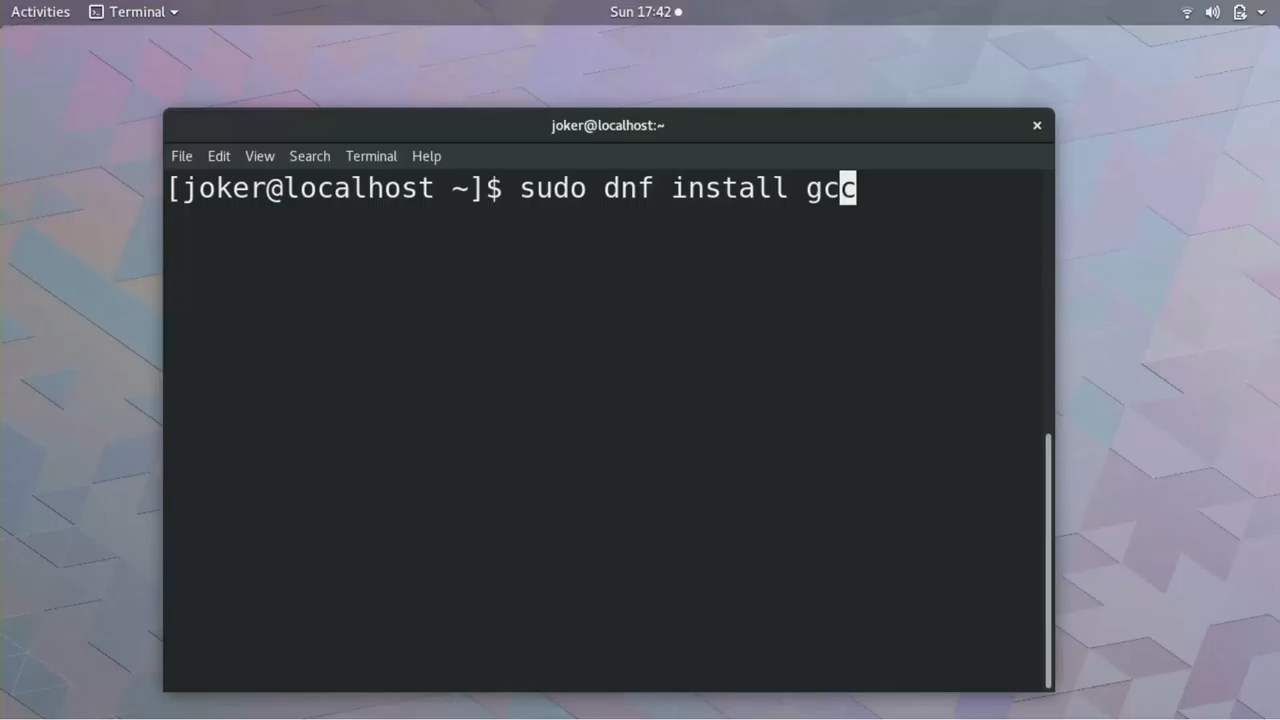 Activities Terminal Sun 17:42
joker@localhost:~
File Edit View Search Terminal Help
[joker@localhost ~]$ sudo dnf install gcc